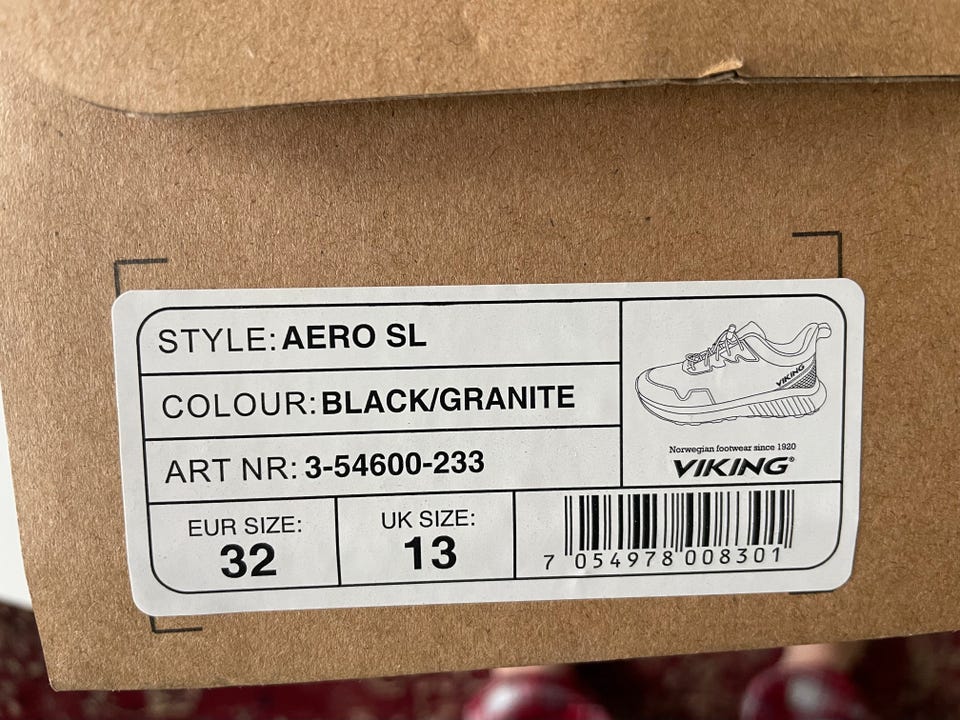 STYLE: AERO SL
COLOUR: BLACK/GRANITE
ART NR: 3-54600-233
VIKING
Norwegian footwear since 1920
VIKING®
EUR SIZE:
32
UK SIZE:
13
7 054978 008301